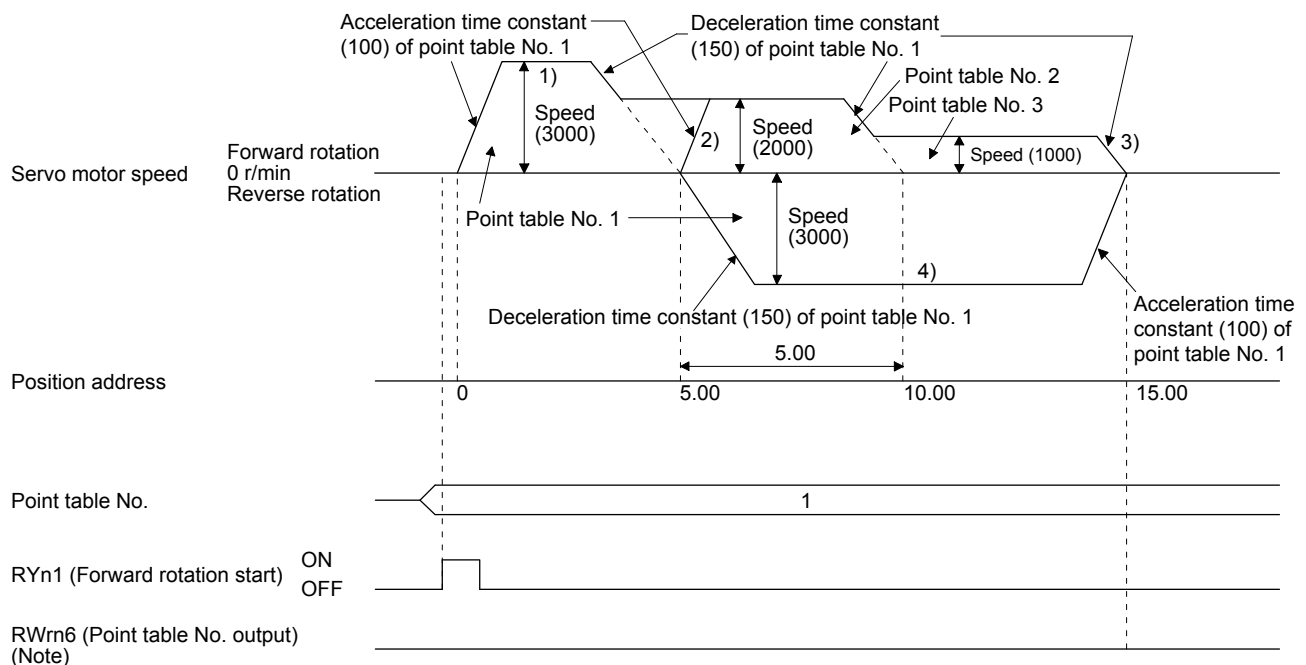 Acceleration time constant
(100) of point table No. 1
Deceleration time constant
(150) of point table No. 1
1)
Point table No. 2
Point table No. 3
Speed
(3000)
2)
Speed
(2000)
Speed (1000)
3)
Servo motor speed
Forward rotation
0 r/min
Reverse rotation
Point table No. 1
Speed
(3000)
4)
Deceleration time constant (150) of point table No. 1
Acceleration time
constant (100) of
point table No. 1
5.00
Position address
0
5.00
10.00
15.00
Point table No.
1
RYn1 (Forward rotation start)
ON
OFF
RWrn6 (Point table No. output)
(Note)